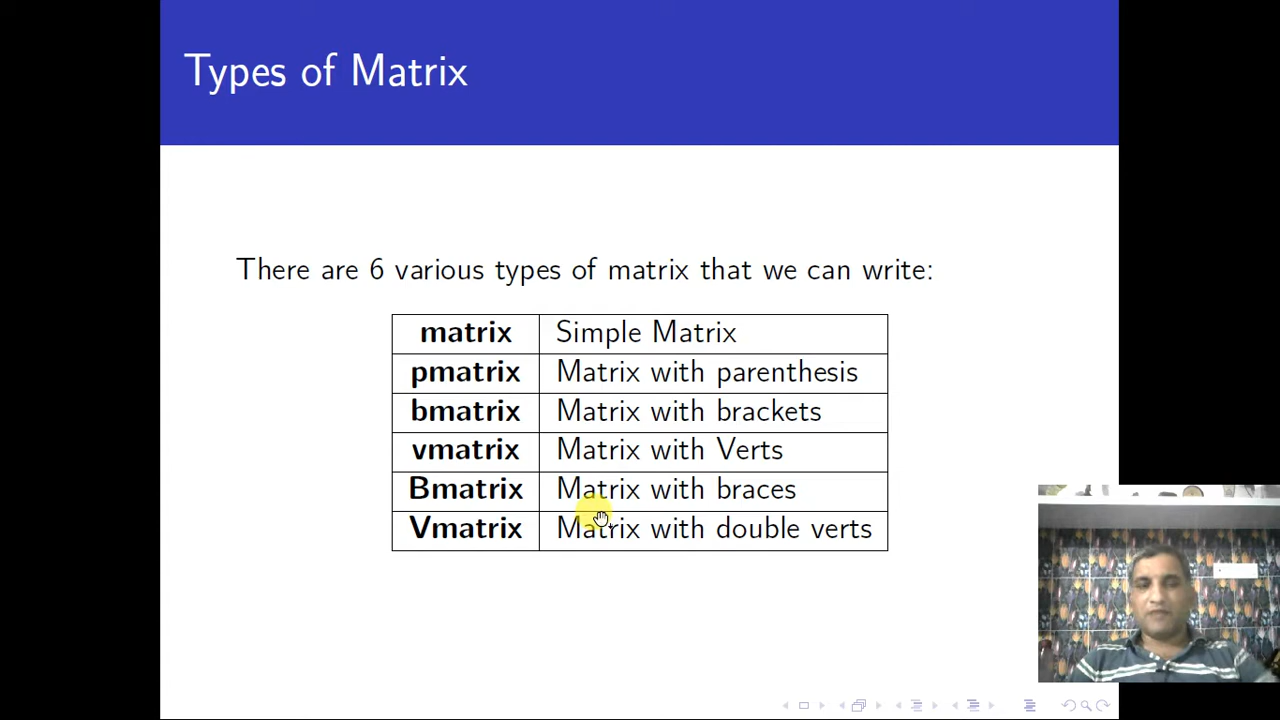 Types of Matrix
There are 6 various types of matrix that we can write:
matrix Simple Matrix
pmatrix Matrix with parenthesis
bmatrix Matrix with brackets
vmatrix Matrix with Verts
Bmatrix Matrix with braces
Vmatrix Matrix with double verts